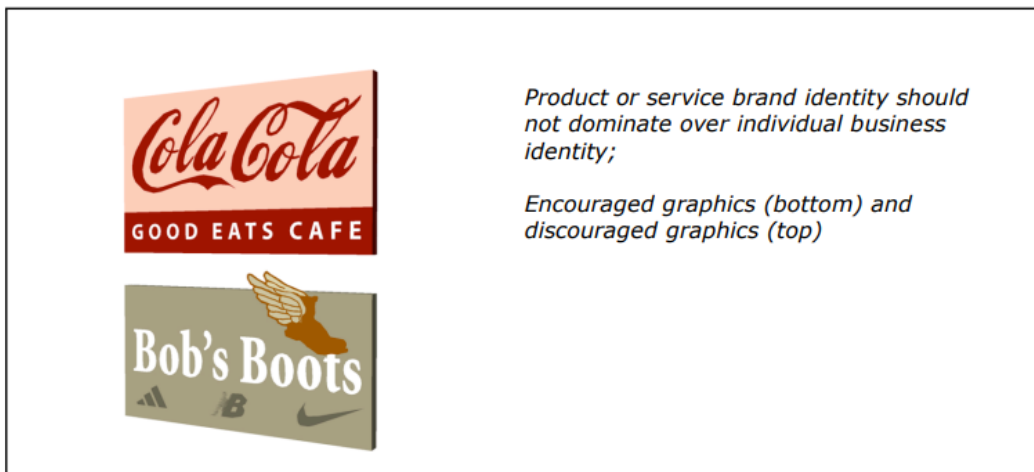 Cola Cola
GOOD EATS CAFE
Bob's Boots
NB
Product or service brand identity should
not dominate over individual business
identity;
Encouraged graphics (bottom) and
discouraged graphics (top)